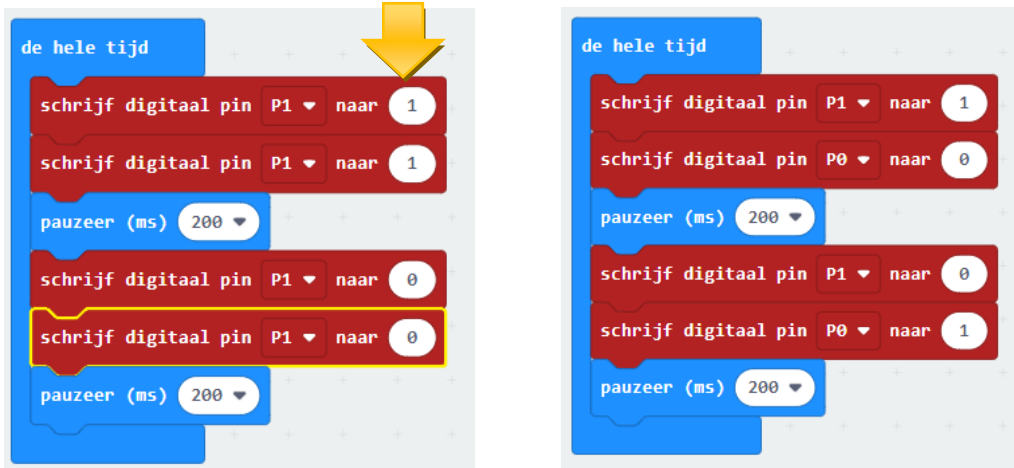 de hele tijd
schrijf digitaal pin P1 naar 1
schrijf digitaal pin P1 naar 1
pauzeer (ms) 200
schrijf digitaal pin P1 naar 0
schrijf digitaal pin P1 naar 0
pauzeer (ms) 200
de hele tijd
schrijf digitaal pin P1 naar 1
schrijf digitaal pin P0 naar 0
pauzeer (ms) 200
schrijf digitaal pin P1 naar 0
schrijf digitaal pin P0 naar 1
pauzeer (ms) 200